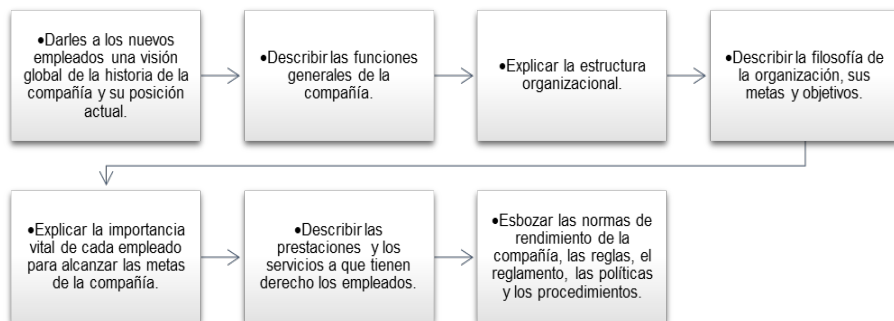 •Darles a los nuevos
empleados una visión
global de la historia de la
compañía y su posición
actual.
•Describir las funciones
generales de la
compañía.
•Explicar la estructura
organizacional.
•Describir la filosofía de
la organización, sus
metas y objetivos.
•Explicar la importancia
vital de cada empleado
para alcanzar las metas
de la compañía.
•Describir las
prestaciones y los
servicios a que tienen
derecho los empleados.
•Esbozar las normas de
rendimiento de la
compañía, las reglas, el
reglamento, las políticas
y los procedimientos.